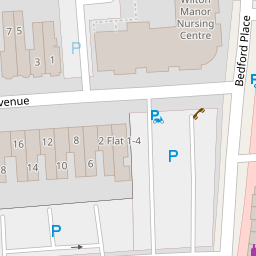 Wilton
Manor
Nursing
Centre
7
5
3
1
P
Bedford Place
venue
P
16
12
8
2 Flat 1-4
14
10
6
8
P
P